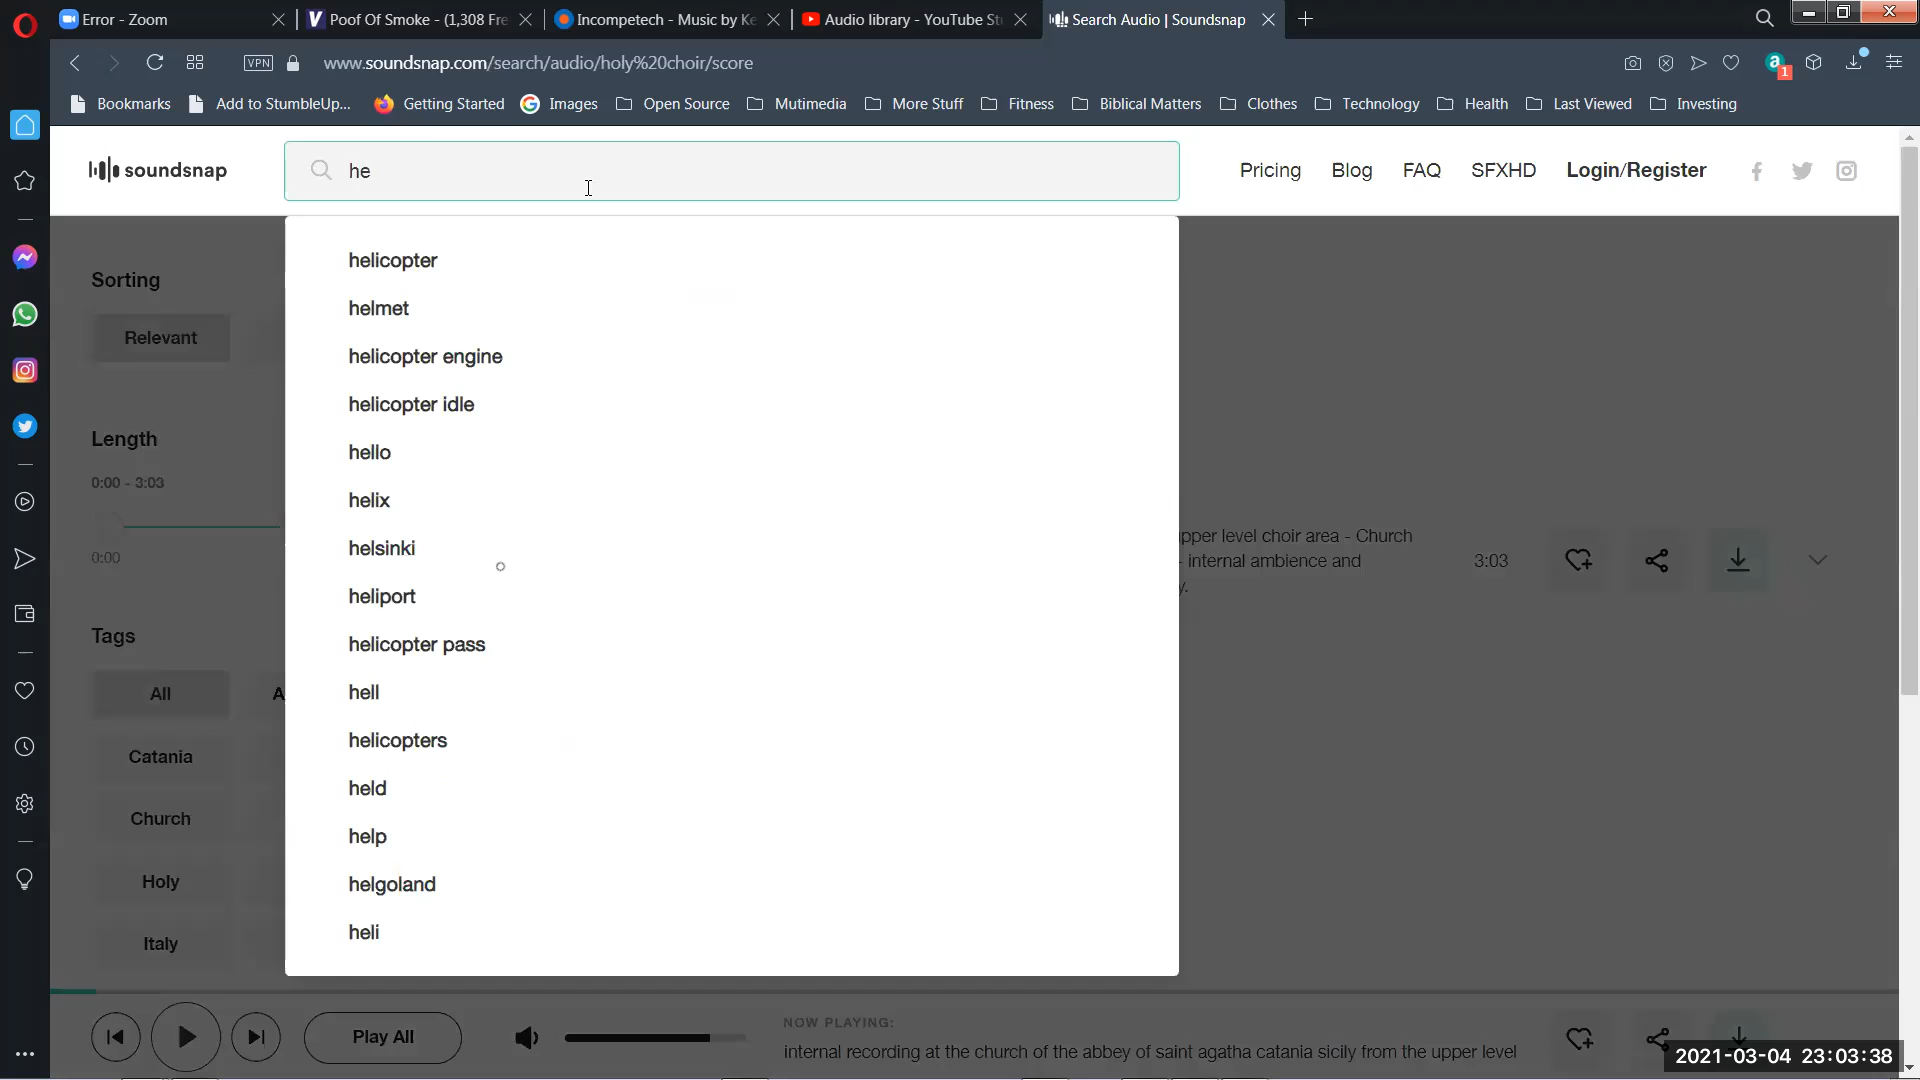 Error - Zoom
Poof Of Smoke - (1,308 Fre
Incompetech - Music by Ke
Audio library - YouTube St
Search Audio | Soundsnap
VPN
www.soundsnap.com/search/audio/holy%20choir/score
a
1
Bookmarks
Add to StumbleUp...
Getting Started
Images
Open Source
Mutimedia
More Stuff
Fitness
Biblical Matters
Clothes
Technology
Health
Last Viewed
Investing
soundsnap
he
Pricing
Blog
FAQ
SFXHD
Login/Register
helicopter
helmet
helicopter engine
helicopter idle
hello
helix
helsinki
heliport
helicopter pass
hell
helicopters
held
help
helgoland
heli
Sorting
Relevant
Length
0:00 - 3:03
0:00
Tags
All
A
Catania
Church
Holy
Italy
upper level choir area - Church
- internal ambience and
y.
3:03
Play All
NOW PLAYING:
internal recording at the church of the abbey of saint agatha catania sicily from the upper level
2021-03-04 23:03:38